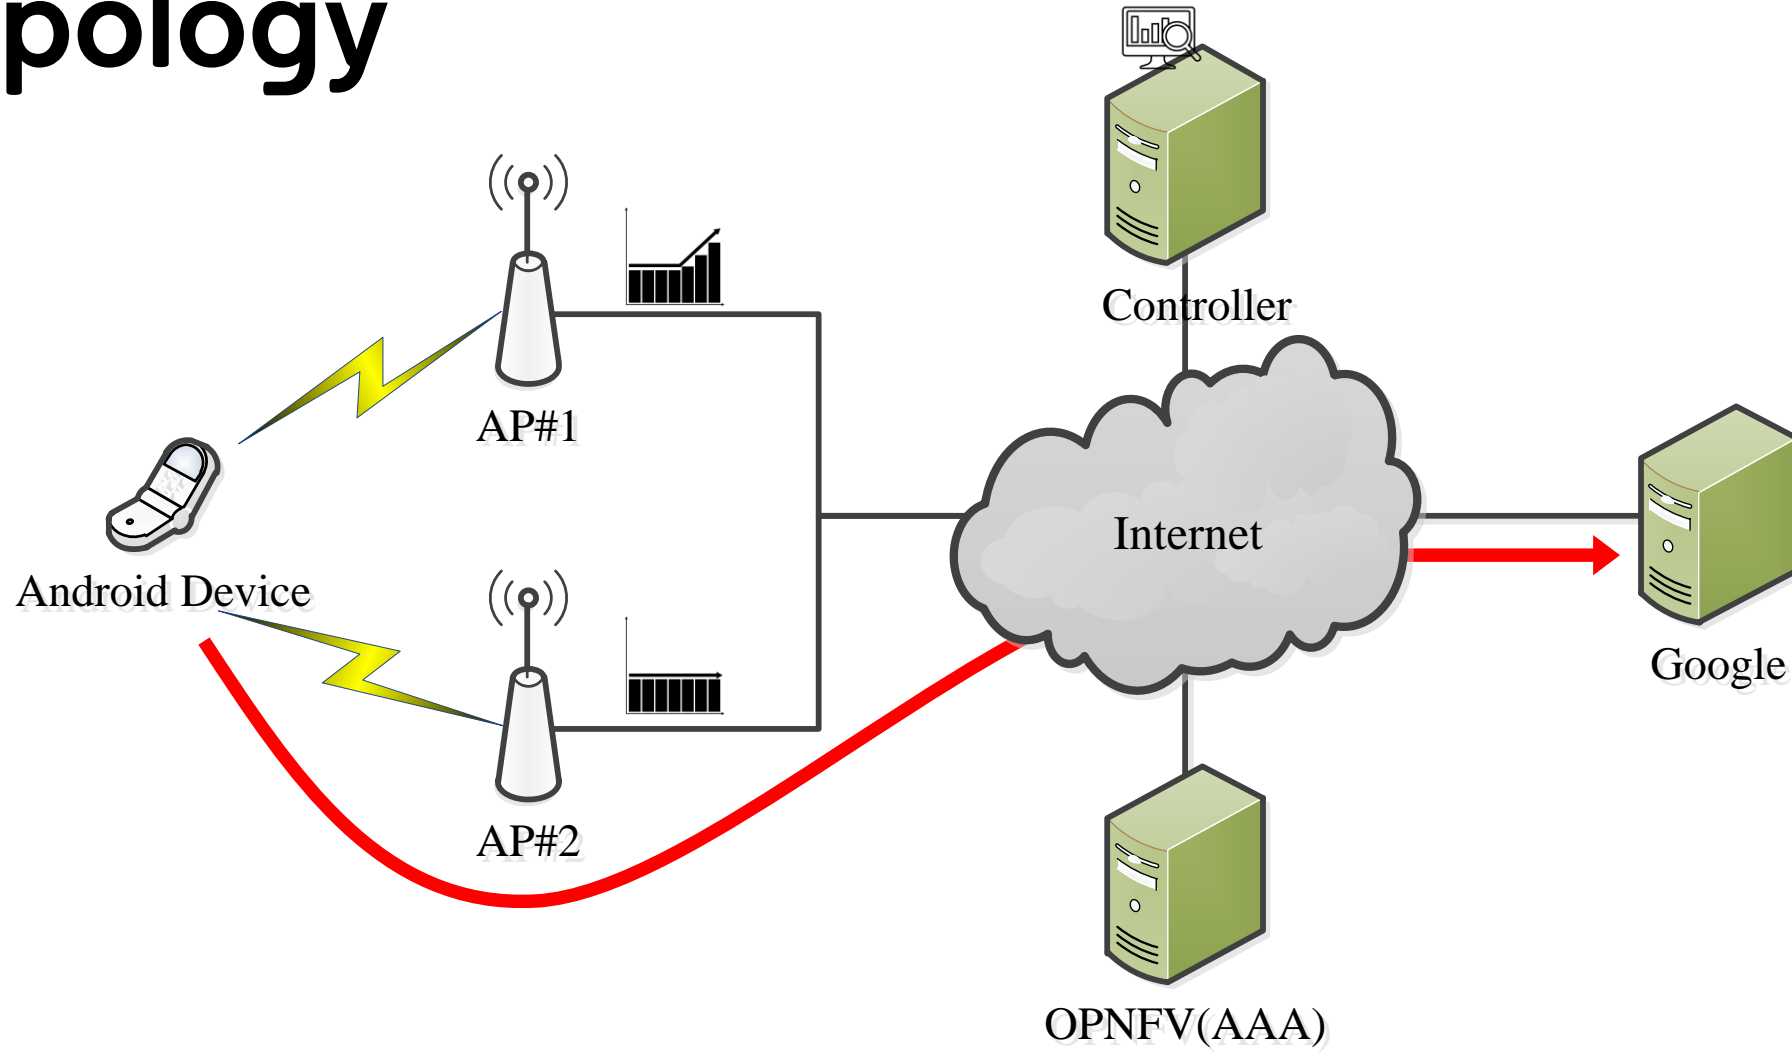 pology
Controller
AP#1
Internet
Android Device
Google
AP#2
OPNFV(AAA)